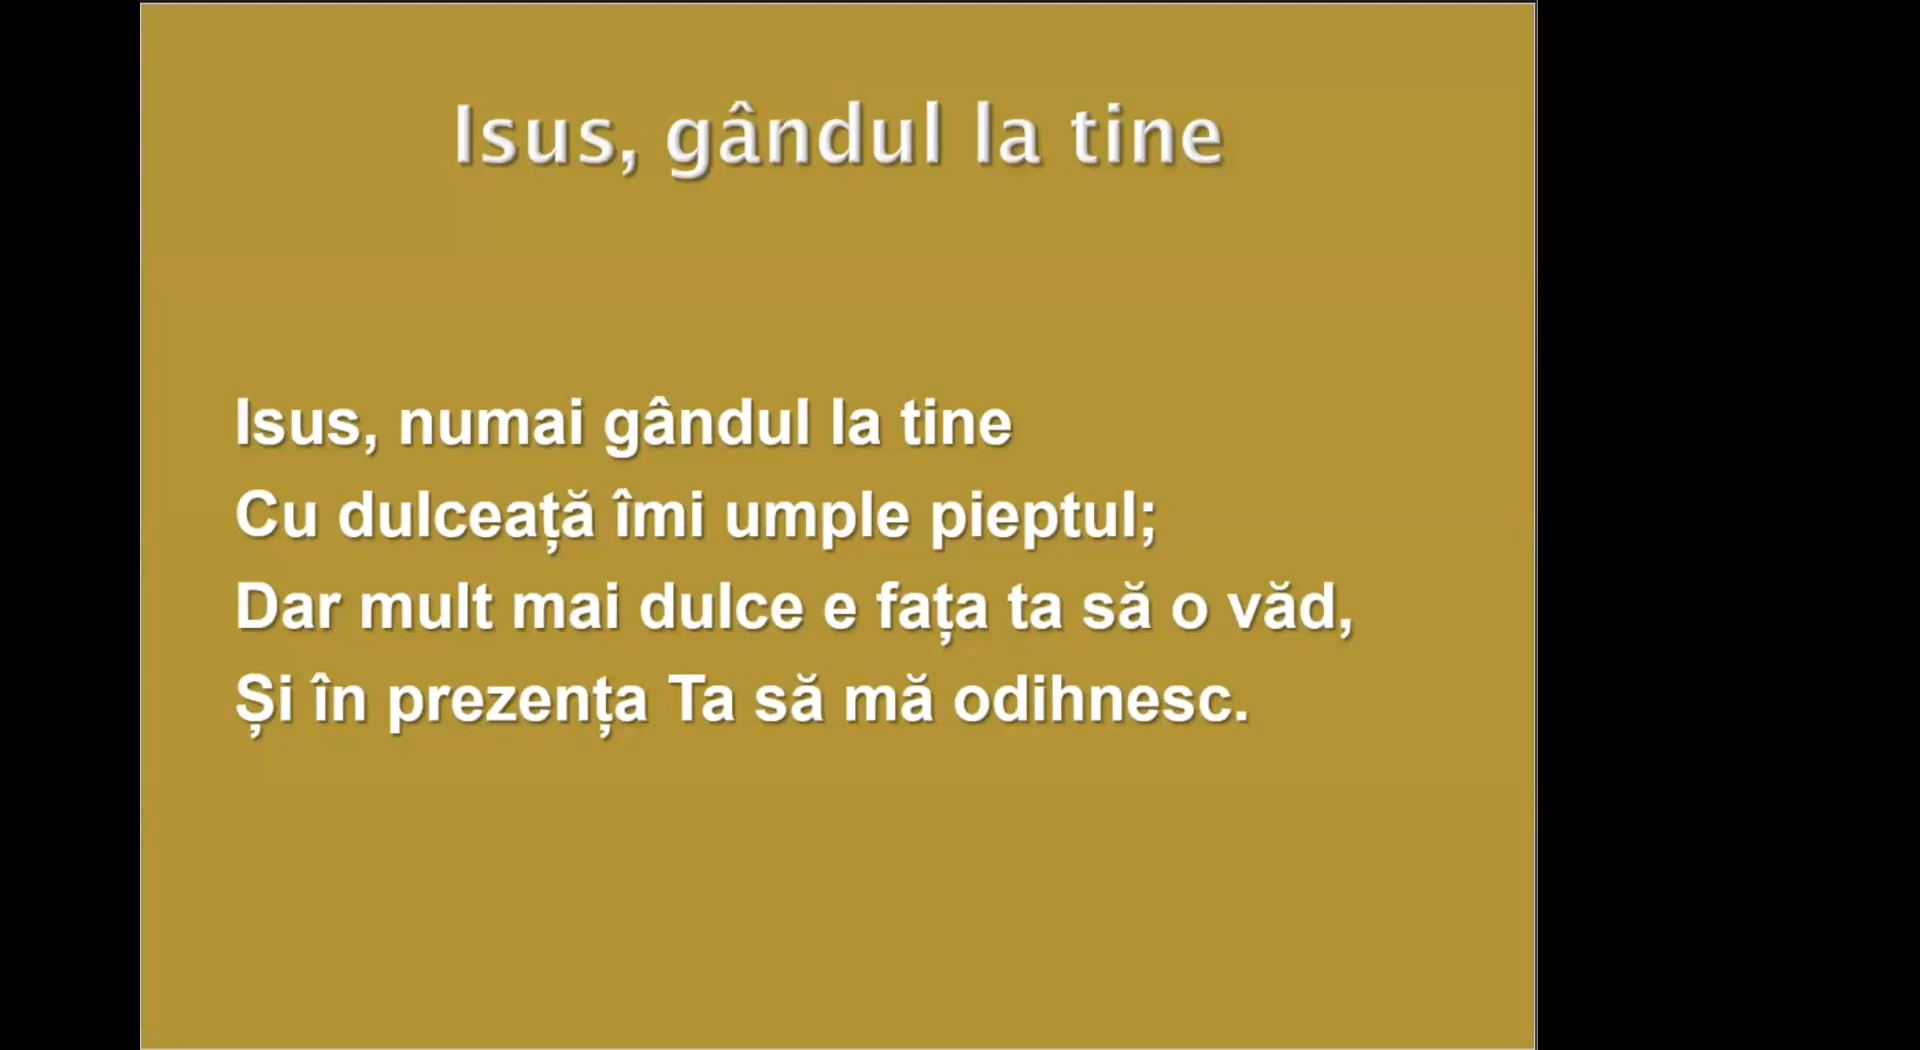 Isus, gândul la tine
Isus, numai gândul la tine
Cu dulceață îmi umple pieptul;
Dar mult mai dulce e fața ta să o văd,
Și în prezența Ta să mă odihnesc.